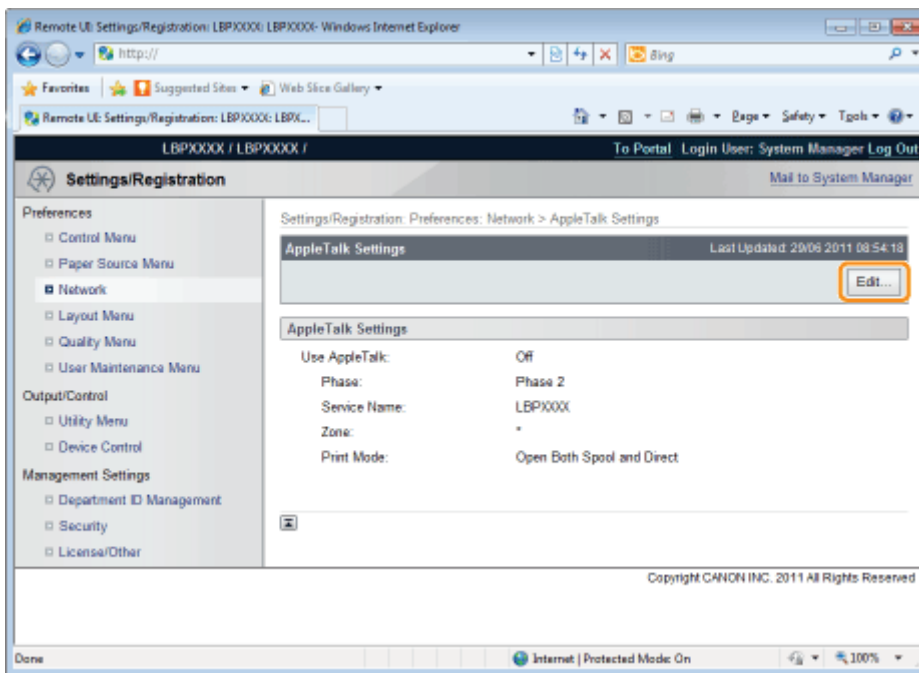 Remote UI: Settings/Registration: LBPXXXX: LBPXXXX- Windows Internet Explorer
http://
Bing
Favorites Suggested Sites Web Slice Gallery
Remote UI: Settings/Registration: LBPXXXX: LBPX... Page Safety Tools
LBPXXXX / LBPXXXX / To Portal Login User: System Manager Log Out
Settings/Registration Mail to System Manager
Preferences
Control Menu
Paper Source Menu
Network
Layout Menu
Quality Menu
User Maintenance Menu
Output/Control
Utility Menu
Device Control
Management Settings
Department ID Management
Security
License/Other
Settings/Registration: Preferences: Network > AppleTalk Settings
AppleTalk Settings Last Updated: 29/06 2011 08:54:18
Edit...
AppleTalk Settings
Use AppleTalk: Off
Phase: Phase 2
Service Name: LBPXXXX
Zone: *
Print Mode: Open Both Spool and Direct
Copyright CANON INC. 2011 All Rights Reserved
Done Internet | Protected Mode: On 100%